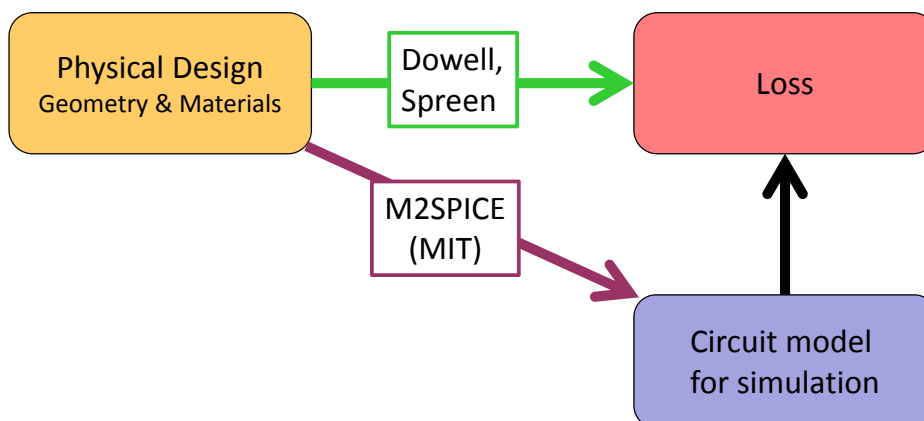 Physical Design
Geometry & Materials
Dowell,
Spreen
Loss
M2SPICE
(MIT)
Circuit model
for simulation